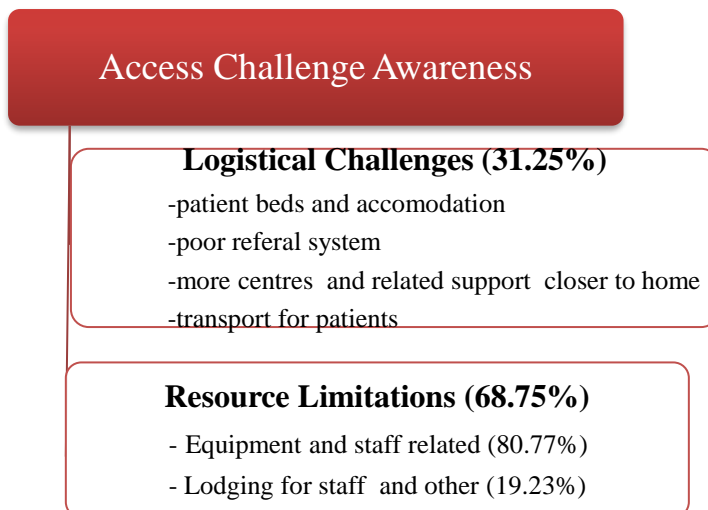 Access Challenge Awareness
Logistical Challenges (31.25%)
-patient beds and accomodation
-poor referal system
-more centres and related support closer to home
-transport for patients
Resource Limitations (68.75%)
- Equipment and staff related (80.77%)
- Lodging for staff and other (19.23%)